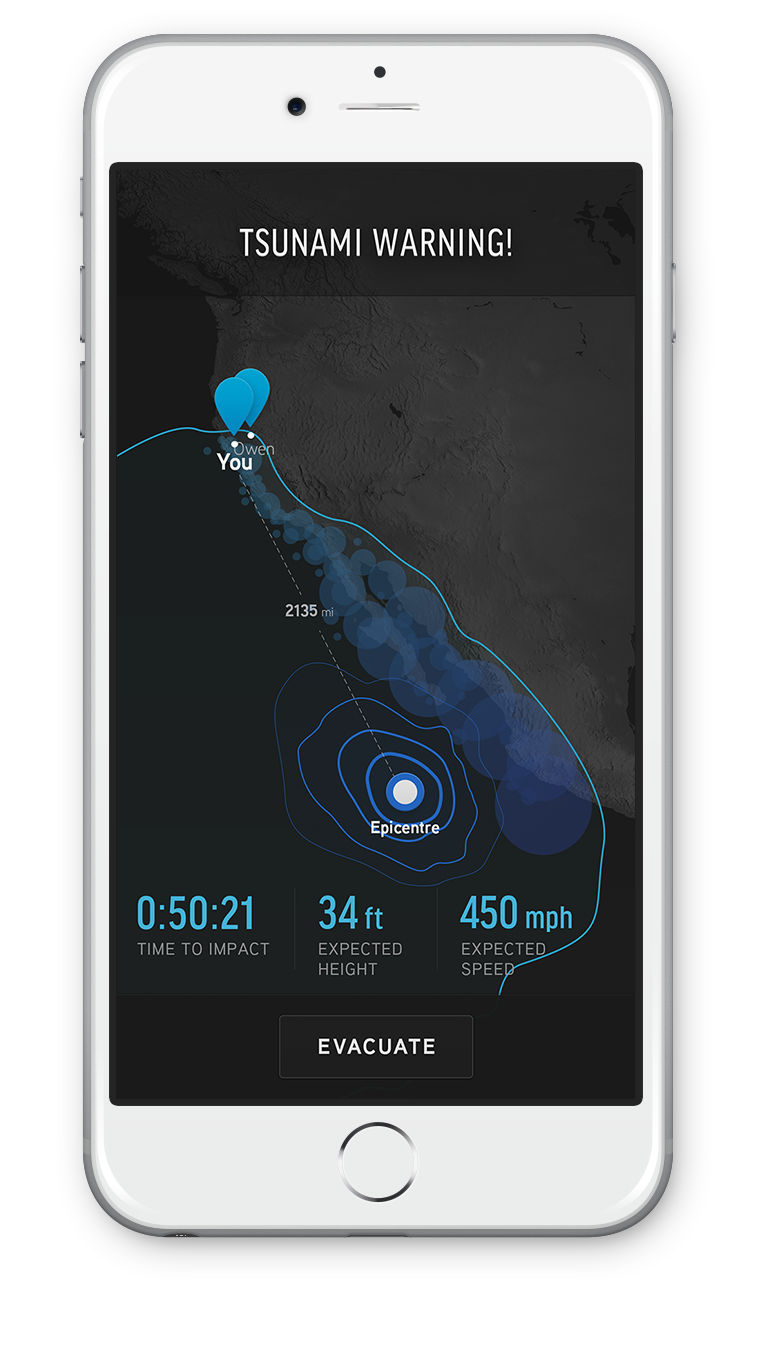 TSUNAMI WARNING!
Owen
You
2135 mi
Epicentre
0:50:21
TIME TO IMPACT
34 ft
EXPECTED
HEIGHT
450 mph
EXPECTED
SPEED
EVACUATE